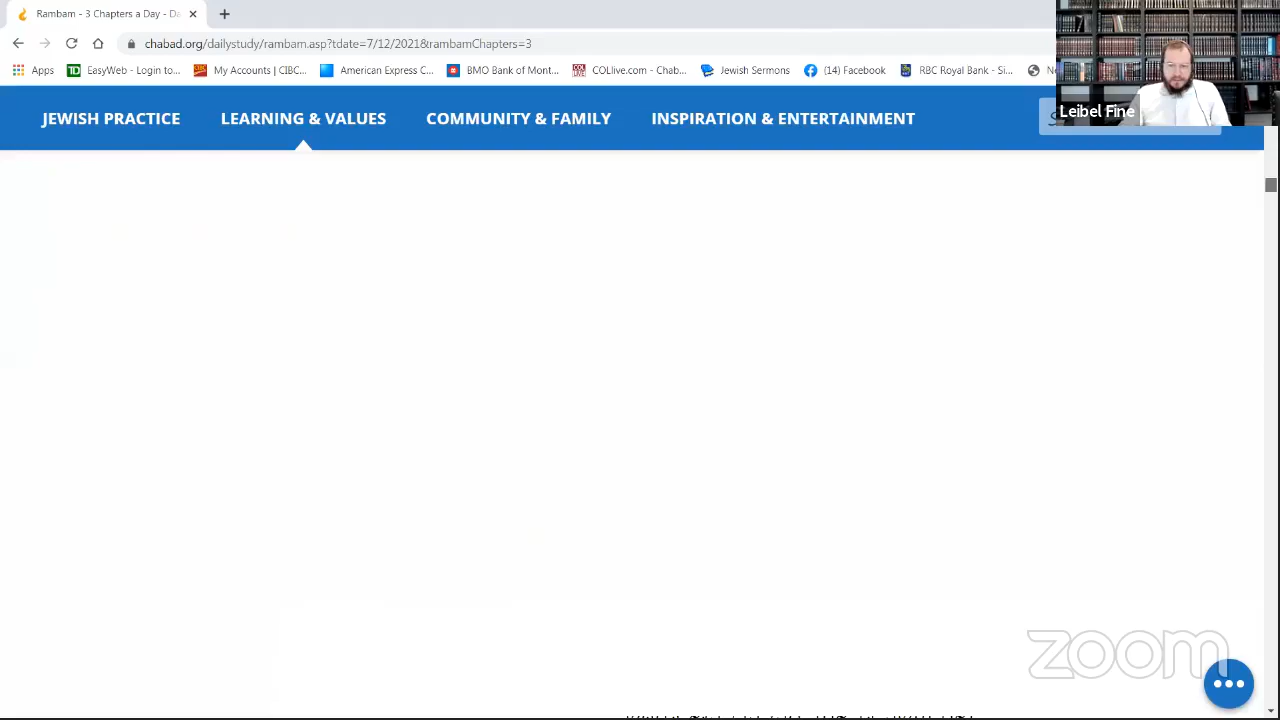 Rambam - 3 Chapters a Day - Da
chabad.org/dailystudy/rambam.asp?tdate=7/12/2021&rambamchapters=3
Apps EasyWeb - Login to... My Accounts | CIBC... American Express C... BMO Bank of Mont... COLlive.com - Chab... Jewish Sermons (14) Facebook RBC Royal Bank - Si...
JEWISH PRACTICE LEARNING & VALUES COMMUNITY & FAMILY INSPIRATION & ENTERTAINMENT
Leibel Fine
zoom